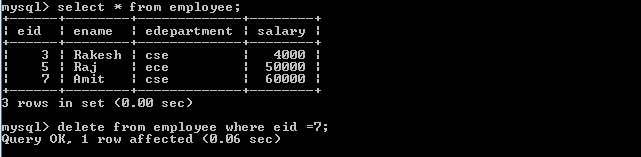 mysql> select * from employee;
+------+--------+-------------+--------+
| eid | ename | edepartment | salary |
+------+--------+-------------+--------+
| 3 | Rakesh | cse | 4000 |
| 5 | Raj | ece | 50000 |
| 7 | Amit | cse | 60000 |
+------+--------+-------------+--------+
3 rows in set (0.00 sec)
mysql> delete from employee where eid =7;
Query OK, 1 row affected (0.06 sec)